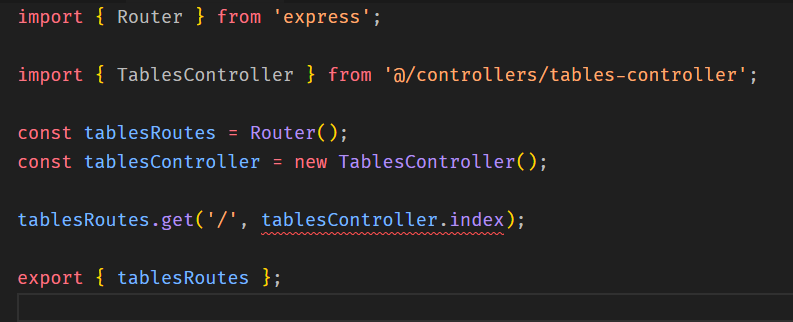 import { Router } from 'express';
import { TablesController } from '@/controllers/tables-controller';
const tablesRoutes = Router();
const tablesController = new TablesController();
tablesRoutes.get('/', tablesController.index);
export { tablesRoutes };